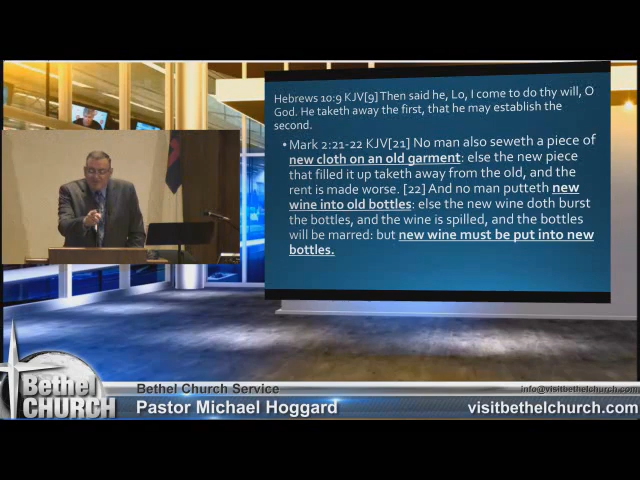 Hebrews 10:9 KJV[9] Then said he, Lo, I come to do thy will, O
God. He taketh away the first, that he may establish the
second.
• Mark 2:21-22 KJV[21] No man also seweth a piece of
new cloth on an old garment: else the new piece
that filled it up taketh away from the old, and the
rent is made worse. [22] And no man putteth new
wine into old bottles: else the new wine doth burst
the bottles, and the wine is spilled, and the bottles
will be marred: but new wine must be put into new
bottles.
Bethel
CHURCH
Bethel Church Service
info@visitbethelchurch.com
Pastor Michael Hoggard
visitbethelchurch.com